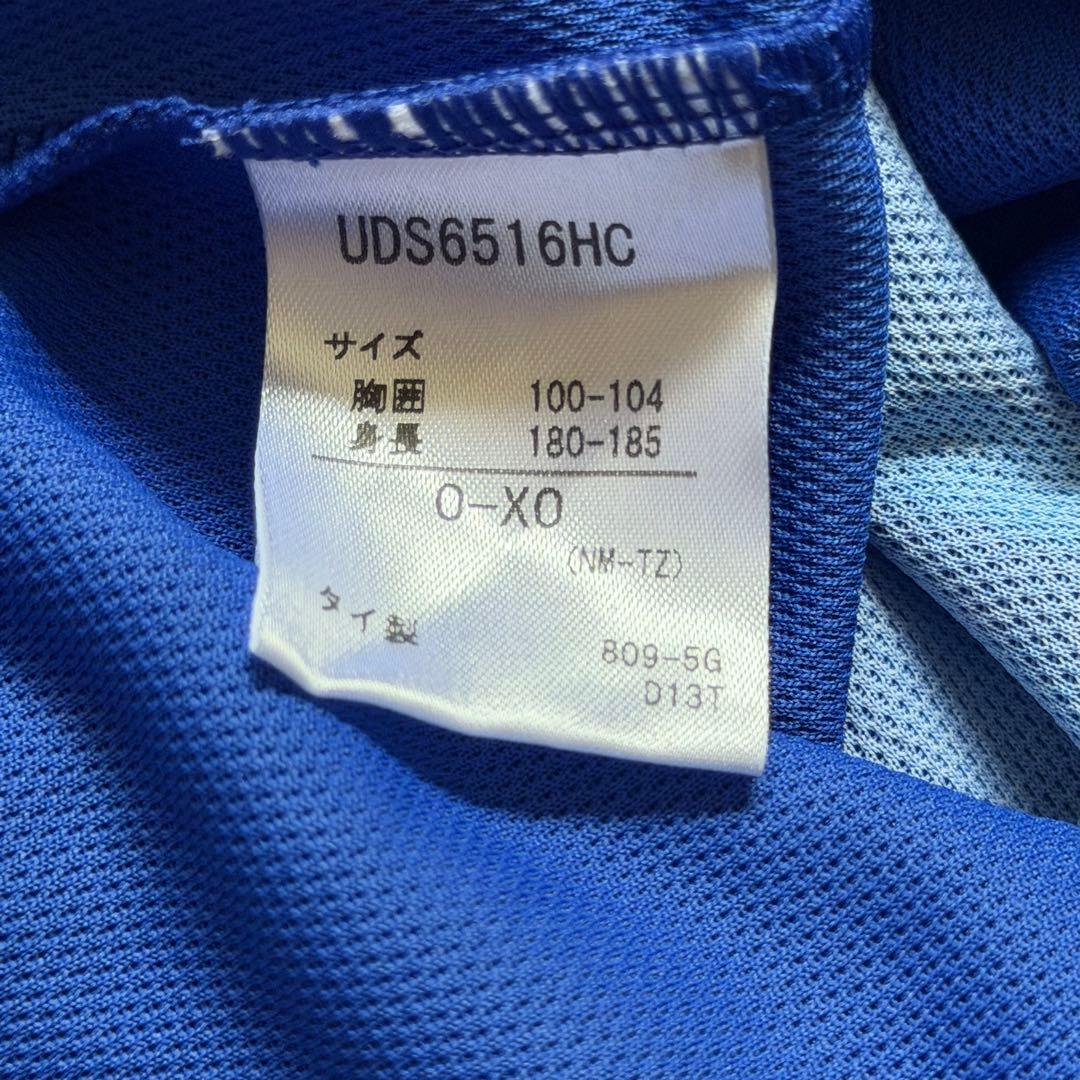 UDS6516HC
サイズ
胸囲 100-104
身長 180-185
O-XO
(NM-TZ)
タイ製
809-5G
D13T